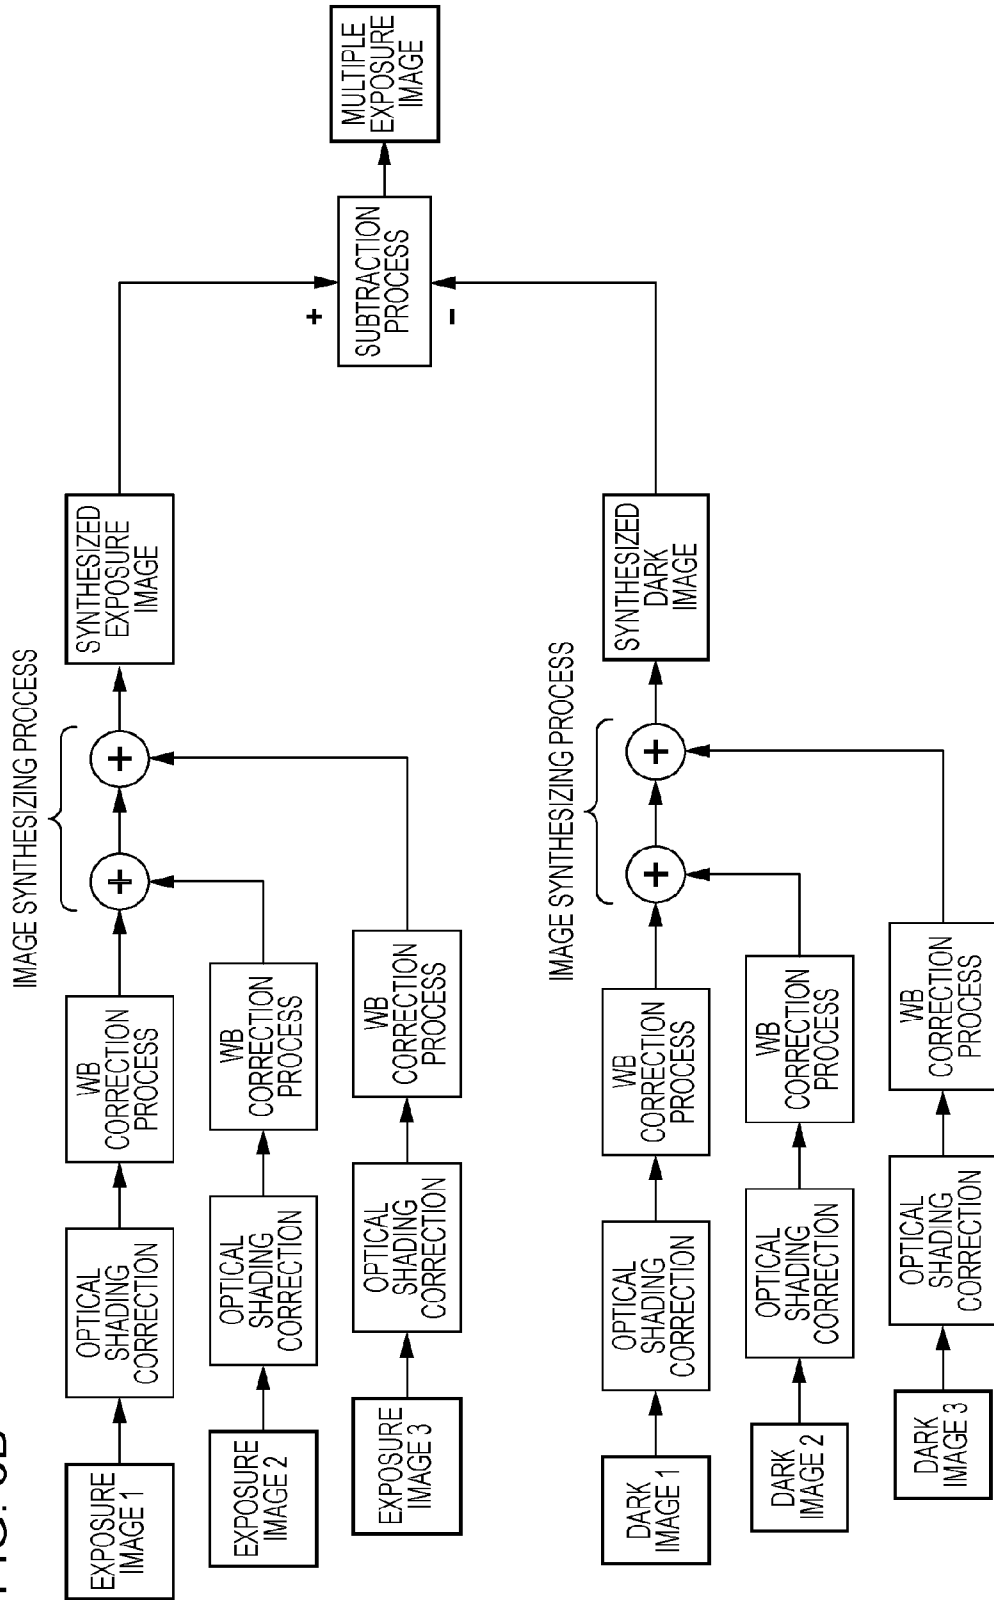 FIG.
IMAGE SYNTHESIZING PROCESS
EXPOSURE
IMAGE 1
OPTICAL
SHADING
CORRECTION
WB
CORRECTION
PROCESS
+
+
SYNTHESIZED
EXPOSURE
IMAGE
EXPOSURE
IMAGE 2
OPTICAL
SHADING
CORRECTION
WB
CORRECTION
PROCESS
EXPOSURE
IMAGE 3
OPTICAL
SHADING
CORRECTION
WB
CORRECTION
PROCESS
+
SUBTRACTION
PROCESS
−
MULTIPLE
EXPOSURE
IMAGE
IMAGE SYNTHESIZING PROCESS
DARK
IMAGE 1
OPTICAL
SHADING
CORRECTION
WB
CORRECTION
PROCESS
+
+
SYNTHESIZED
DARK
IMAGE
DARK
IMAGE 2
OPTICAL
SHADING
CORRECTION
WB
CORRECTION
PROCESS
DARK
IMAGE 3
OPTICAL
SHADING
CORRECTION
WB
CORRECTION
PROCESS